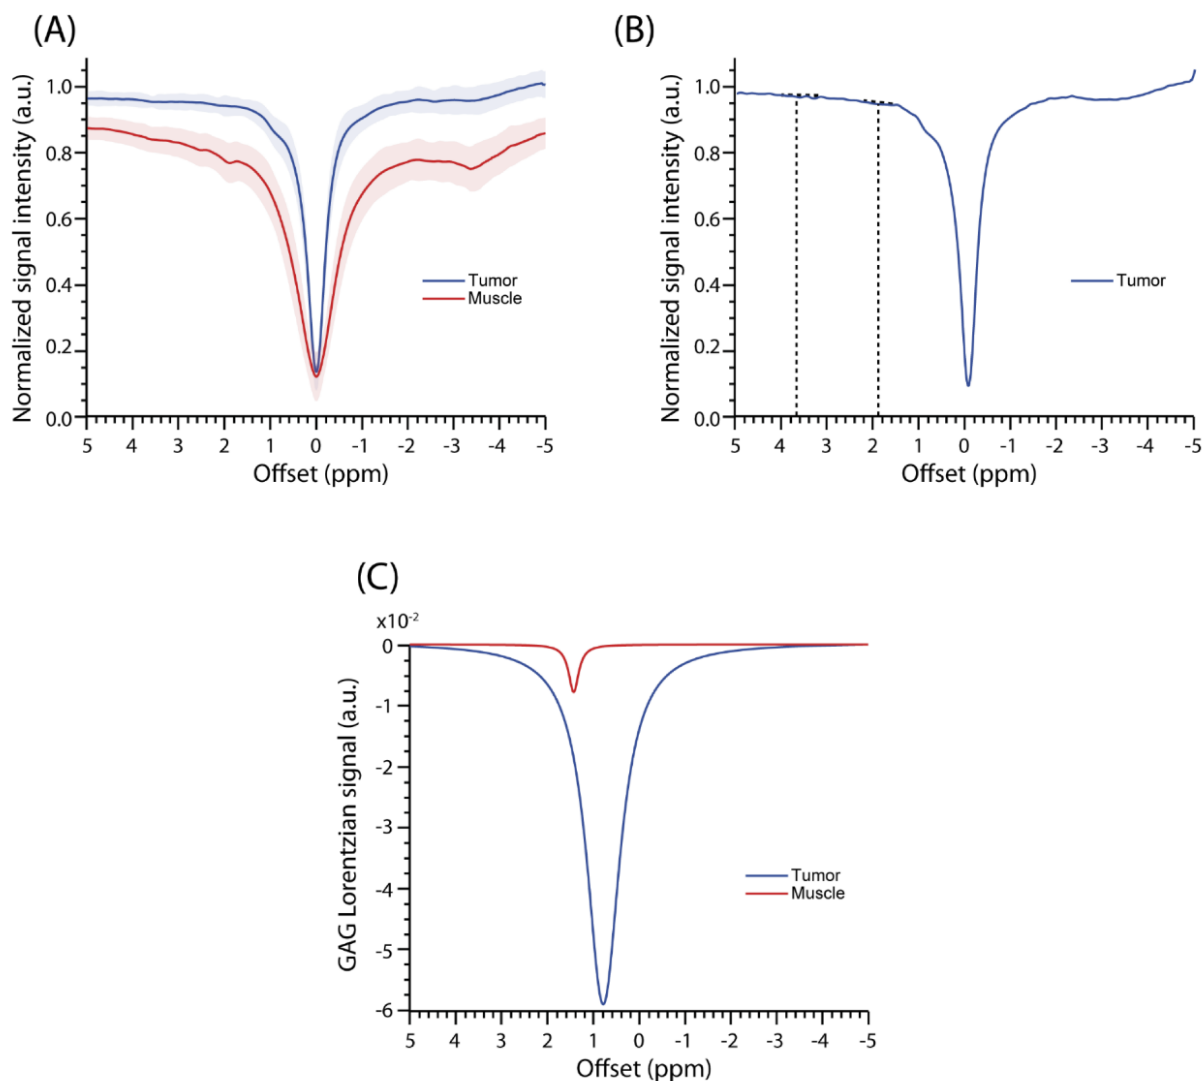 (A)
Normalized signal intensity (a.u.)
1.0
0.8
0.6
0.4
0.2
0.0
Tumor
Muscle
5 4 3 2 1 0 -1 -2 -3 -4 -5
Offset (ppm)
(B)
Normalized signal intensity (a.u.)
1.0
0.8
0.6
0.4
0.2
0.0
Tumor
5 4 3 2 1 0 -1 -2 -3 -4 -5
Offset (ppm)
(C)
x10-2
GAG Lorentzian signal (a.u.)
0
-1
-2
-3
-4
-5
-6
Tumor
Muscle
5 4 3 2 1 0 -1 -2 -3 -4 -5
Offset (ppm)